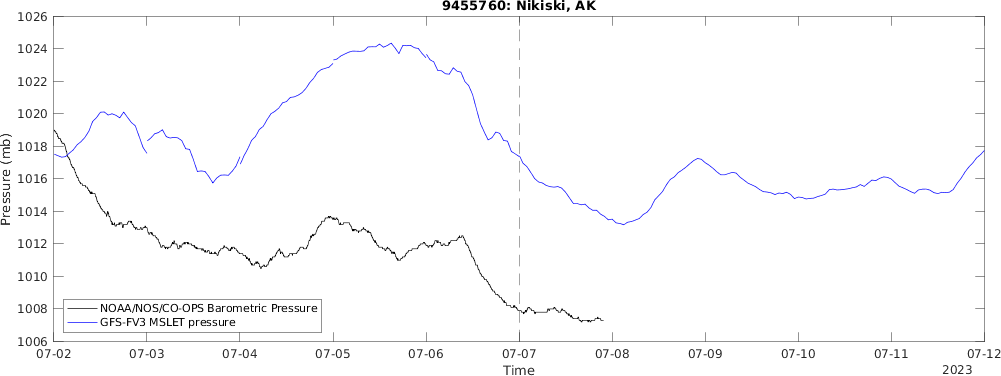 9455760: Nikiski, AK
Pressure (mb)
1026
1024
1022
1020
1018
1016
1014
1012
1010
1008
1006
NOAA/NOS/CO-OPS Barometric Pressure
GFS-FV3 MSLET pressure
07-02 07-03 07-04 07-05 07-06 07-07 07-08 07-09 07-10 07-11 07-12
Time
2023